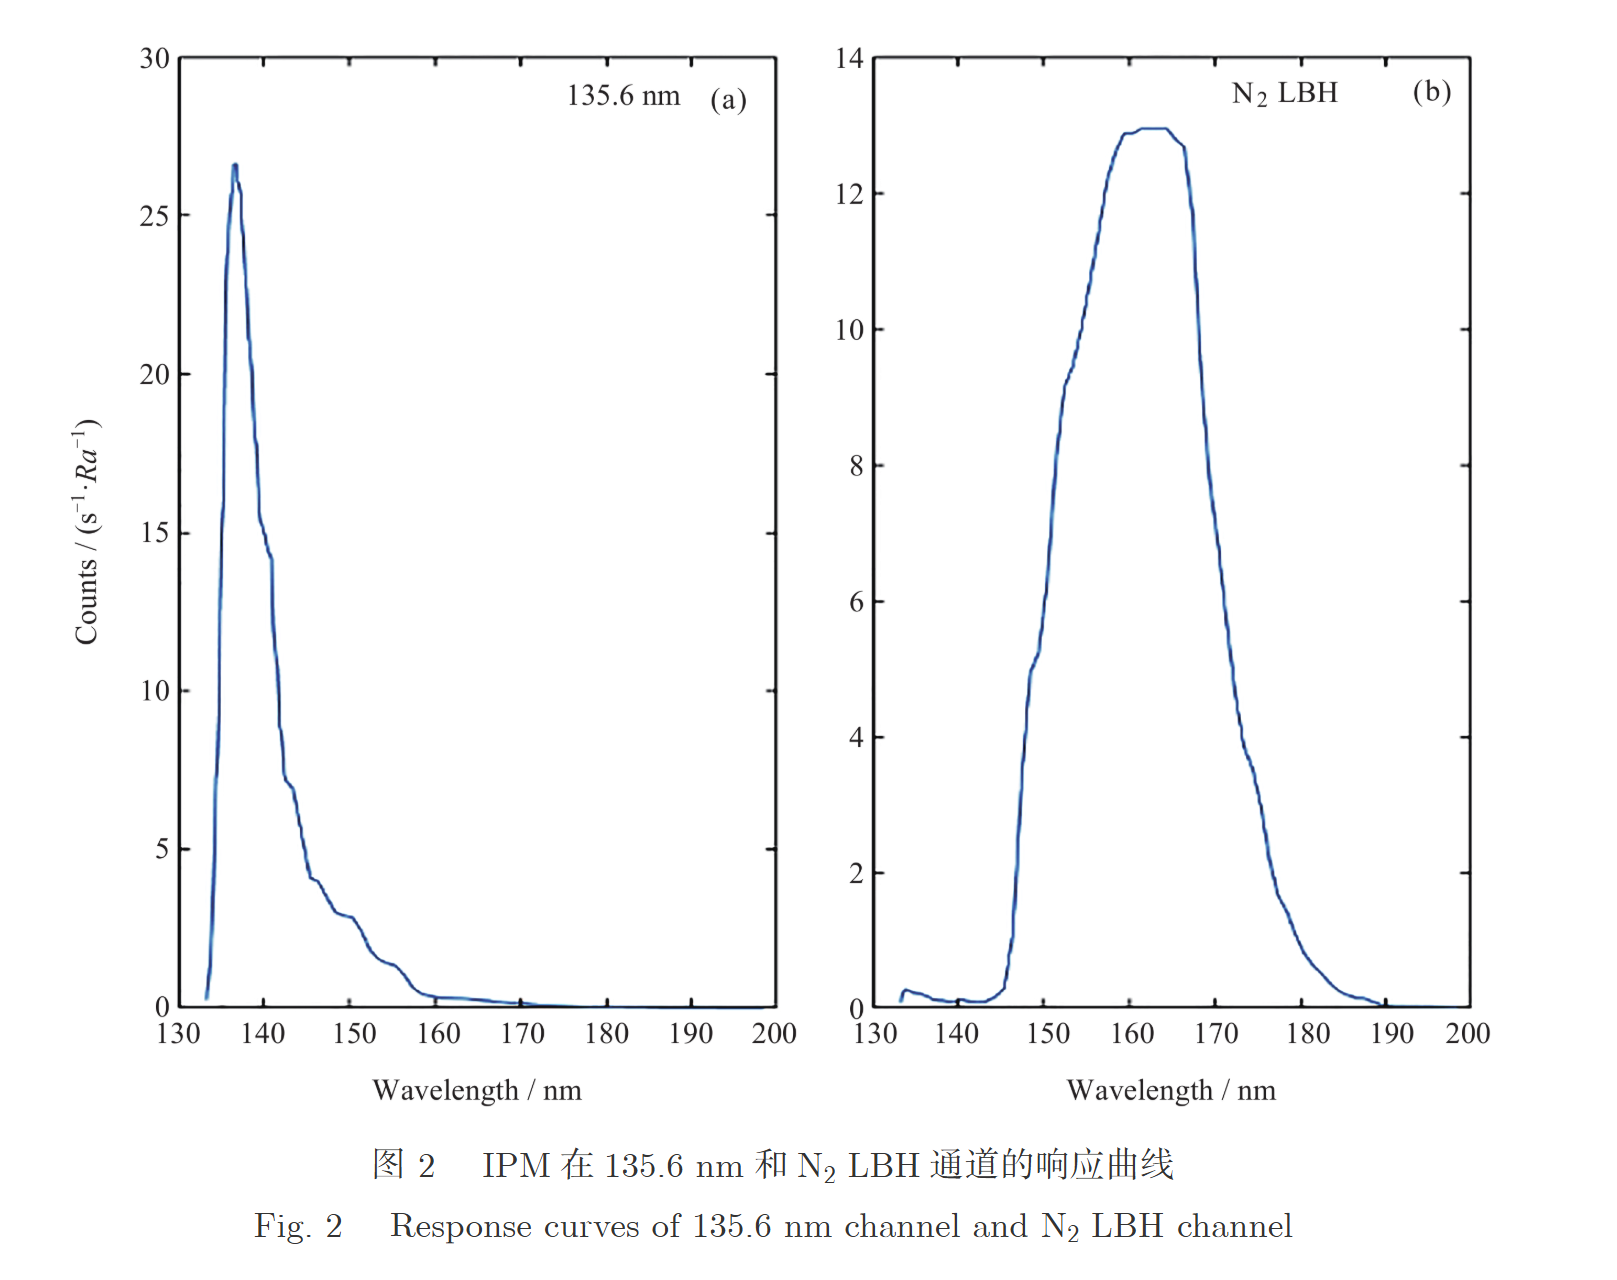 30
25
20
15
10
5
0
130 140 150 160 170 180 190 200
135.6 nm (a)
Counts / (s⁻¹·Ra⁻¹)
Wavelength / nm
14
12
10
8
6
4
2
0
130 140 150 160 170 180 190 200
N₂ LBH (b)
Wavelength / nm
图 2 IPM 在 135.6 nm 和 N₂ LBH 通道的响应曲线
Fig. 2 Response curves of 135.6 nm channel and N₂ LBH channel